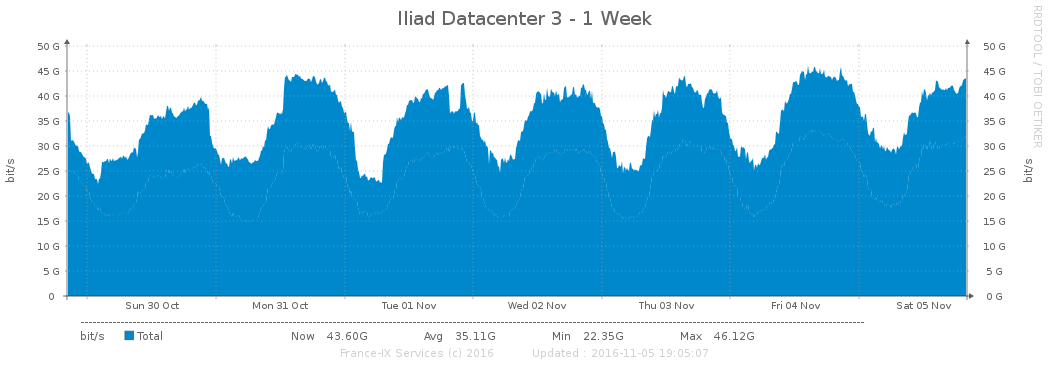 Iliad Datacenter 3 - 1 Week
RRDTOOL / TOBI OETIKER
50 G 50 G
45 G 45 G
40 G 40 G
35 G 35 G
30 G 30 G
25 G 25 G
20 G 20 G
15 G 15 G
10 G 10 G
5 G 5 G
0 0 G
bit/s bit/s
Sun 30 Oct Mon 31 Oct Tue 01 Nov Wed 02 Nov Thu 03 Nov Fri 04 Nov Sat 05 Nov
bit/s Total Now 43.60G Avg 35.11G Min 22.35G Max 46.12G
France-IX Services (c) 2016 Updated : 2016-11-05 19:05:07